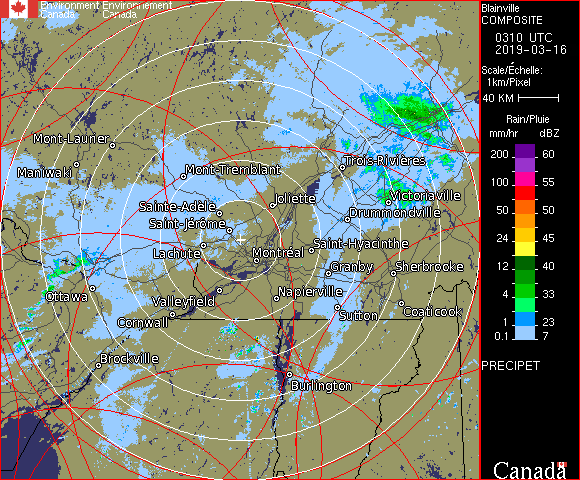 Environment Environnement
Canada Canada
Mont-Laurier
Maniwaki
Mont-Tremblant
Trois-Rivières
Sainte-Adèle
Joliette
Victoriaville
Saint-Jérôme
Drummondville
Lachute
Montréal
Saint-Hyacinthe
Granby
Sherbrooke
Ottawa
Valleyfield
Napierville
Cornwall
Sutton
Coaticook
Brockville
Burlington
Blainville
COMPOSITE
0310 UTC
2019-03-16
Scale/Échelle:
1km/Pixel
40 KM
Rain/Pluie
mm/hr dBZ
200 60
100 55
50 50
24 45
12 40
4 33
1 23
0.1 7
PRECIPET
Canada